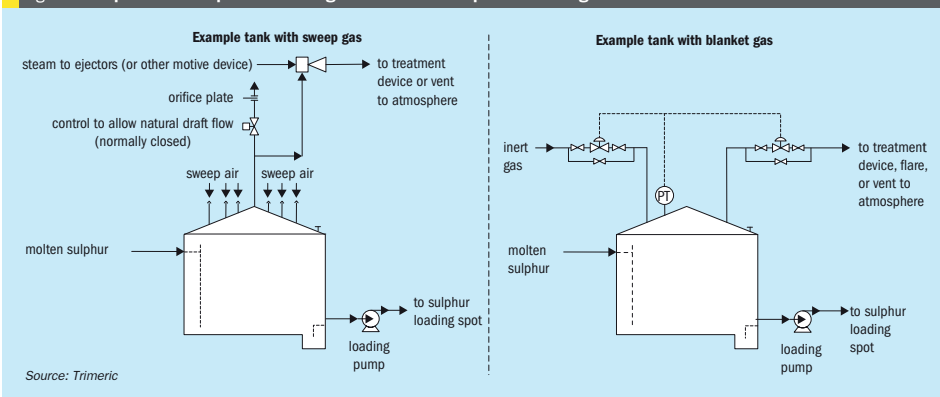 Example tank with sweep gas
steam to ejectors (or other motive device)
to treatment
device or vent
to atmosphere
orifice plate
control to allow natural draft flow
(normally closed)
sweep air
sweep air
molten sulphur
to sulphur
loading spot
loading
pump
Source: Trimeric
Example tank with blanket gas
inert
gas
PT
to treatment
device, flare,
or vent to
atmosphere
molten
sulphur
to sulphur
loading
spot
loading
pump